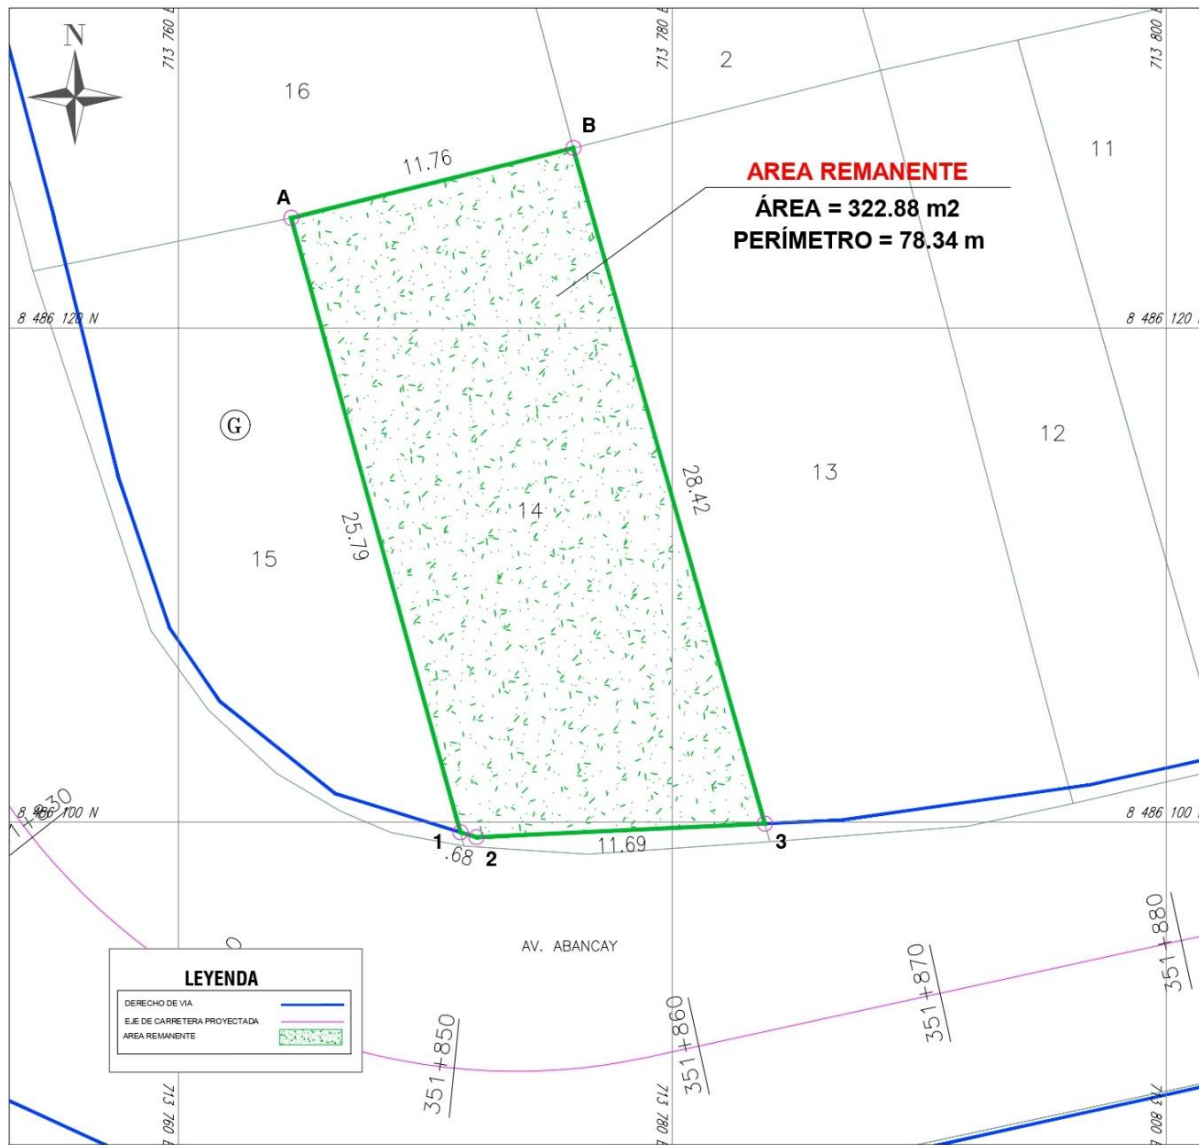 N
713 760 E
713 780 E
713 800 E
16
2
11
B
A
11.76
AREA REMANENTE
ÁREA = 322.88 m2
PERÍMETRO = 78.34 m
8 486 120 N
8 486 120 N
G
12
13
28.42
14
25.79
15
8 486 100 N
8 486 100 N
1
.68
2
11.69
3
AV. ABANCAY
351+880
351+870
351+860
351+850
LEYENDA
DERECHO DE VIA
EJE DE CARRETERA PROYECTADA
AREA REMANENTE
713 760 E
713 780 E
713 800 E